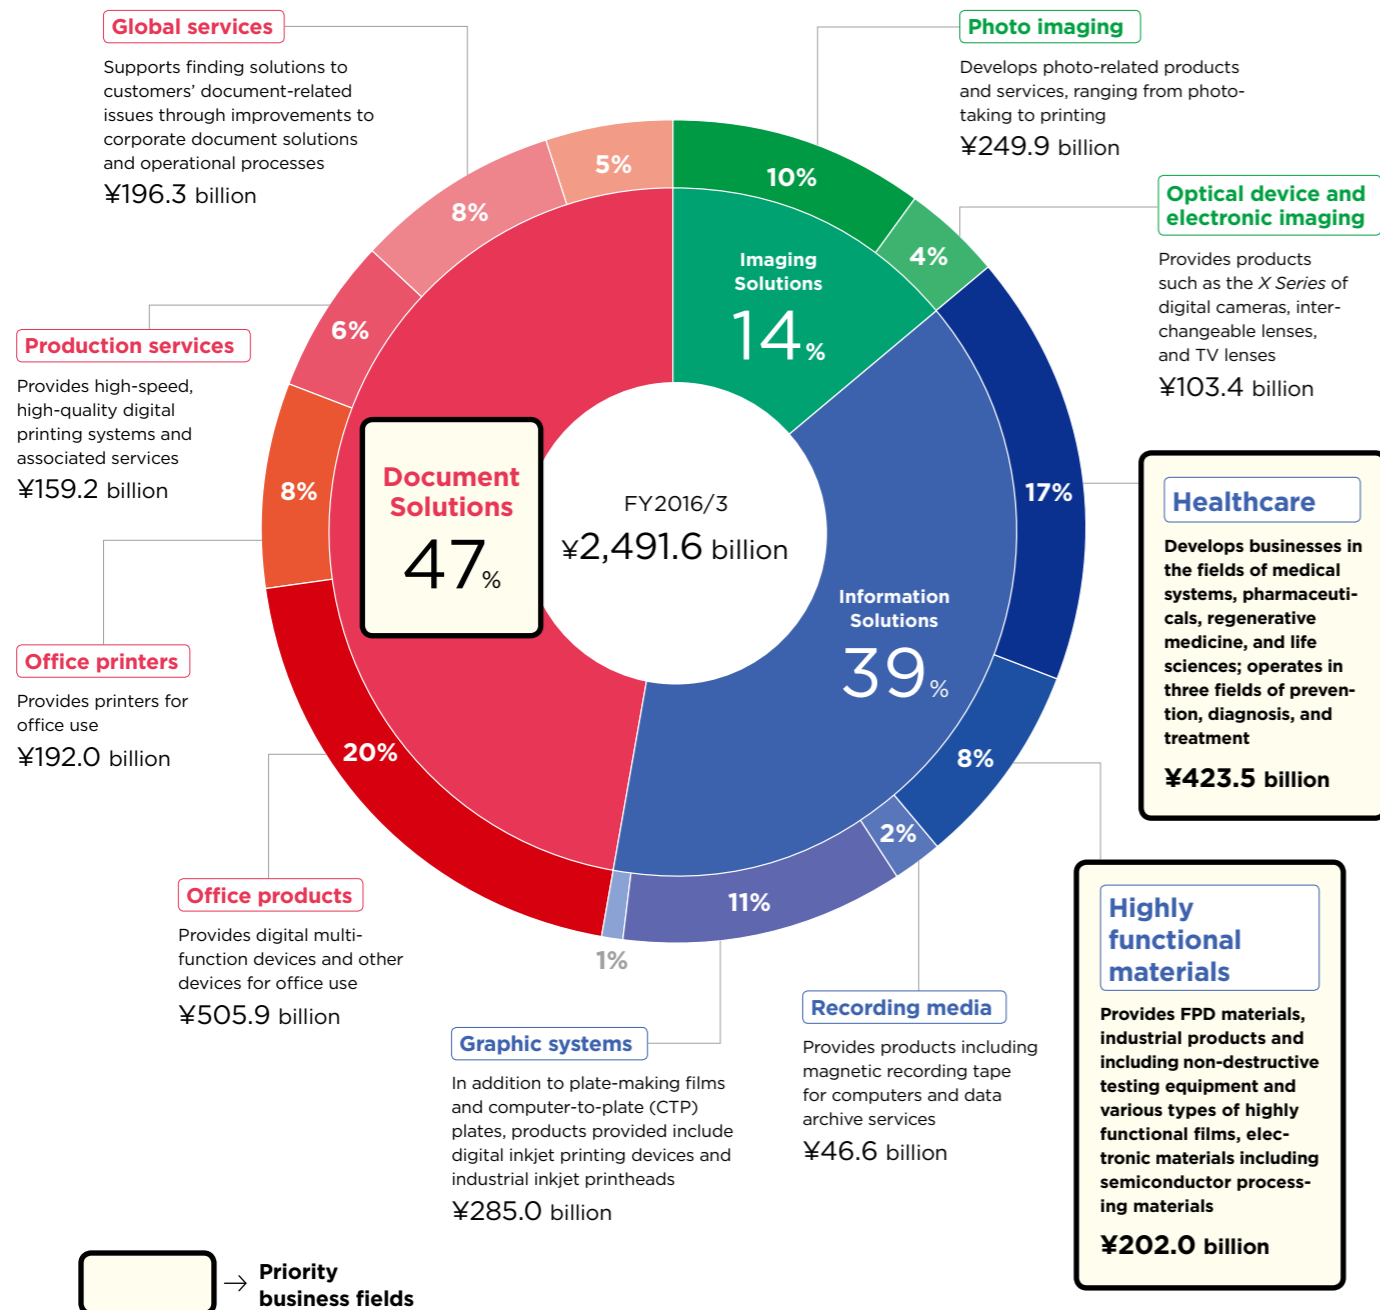 Global services
Supports finding solutions to
customers’ document-related
issues through improvements to
corporate document solutions
and operational processes
¥196.3 billion
Photo imaging
Develops photo-related products
and services, ranging from photo-
taking to printing
¥249.9 billion
Optical device and
electronic imaging
Provides products
such as the X Series of
digital cameras, inter-
changeable lenses,
and TV lenses
¥103.4 billion
5%
10%
8%
4%
6%
17%
8%
8%
20%
2%
11%
1%
Imaging
Solutions
14%
Production services
Provides high-speed,
high-quality digital
printing systems and
associated services
¥159.2 billion
Document
Solutions
47%
FY2016/3
¥2,491.6 billion
Information
Solutions
39%
Healthcare
Develops businesses in
the fields of medical
systems, pharmaceuti-
cals, regenerative
medicine, and life
sciences; operates in
three fields of preven-
tion, diagnosis, and
treatment
¥423.5 billion
Office printers
Provides printers for
office use
¥192.0 billion
Office products
Provides digital multi-
function devices and other
devices for office use
¥505.9 billion
Graphic systems
In addition to plate-making films
and computer-to-plate (CTP)
plates, products provided include
digital inkjet printing devices and
industrial inkjet printheads
¥285.0 billion
Recording media
Provides products including
magnetic recording tape
for computers and data
archive services
¥46.6 billion
Highly
functional
materials
Provides FPD materials,
industrial products and
including non-destructive
testing equipment and
various types of highly
functional films, elec-
tronic materials including
semiconductor process-
ing materials
¥202.0 billion
→ Priority
business fields